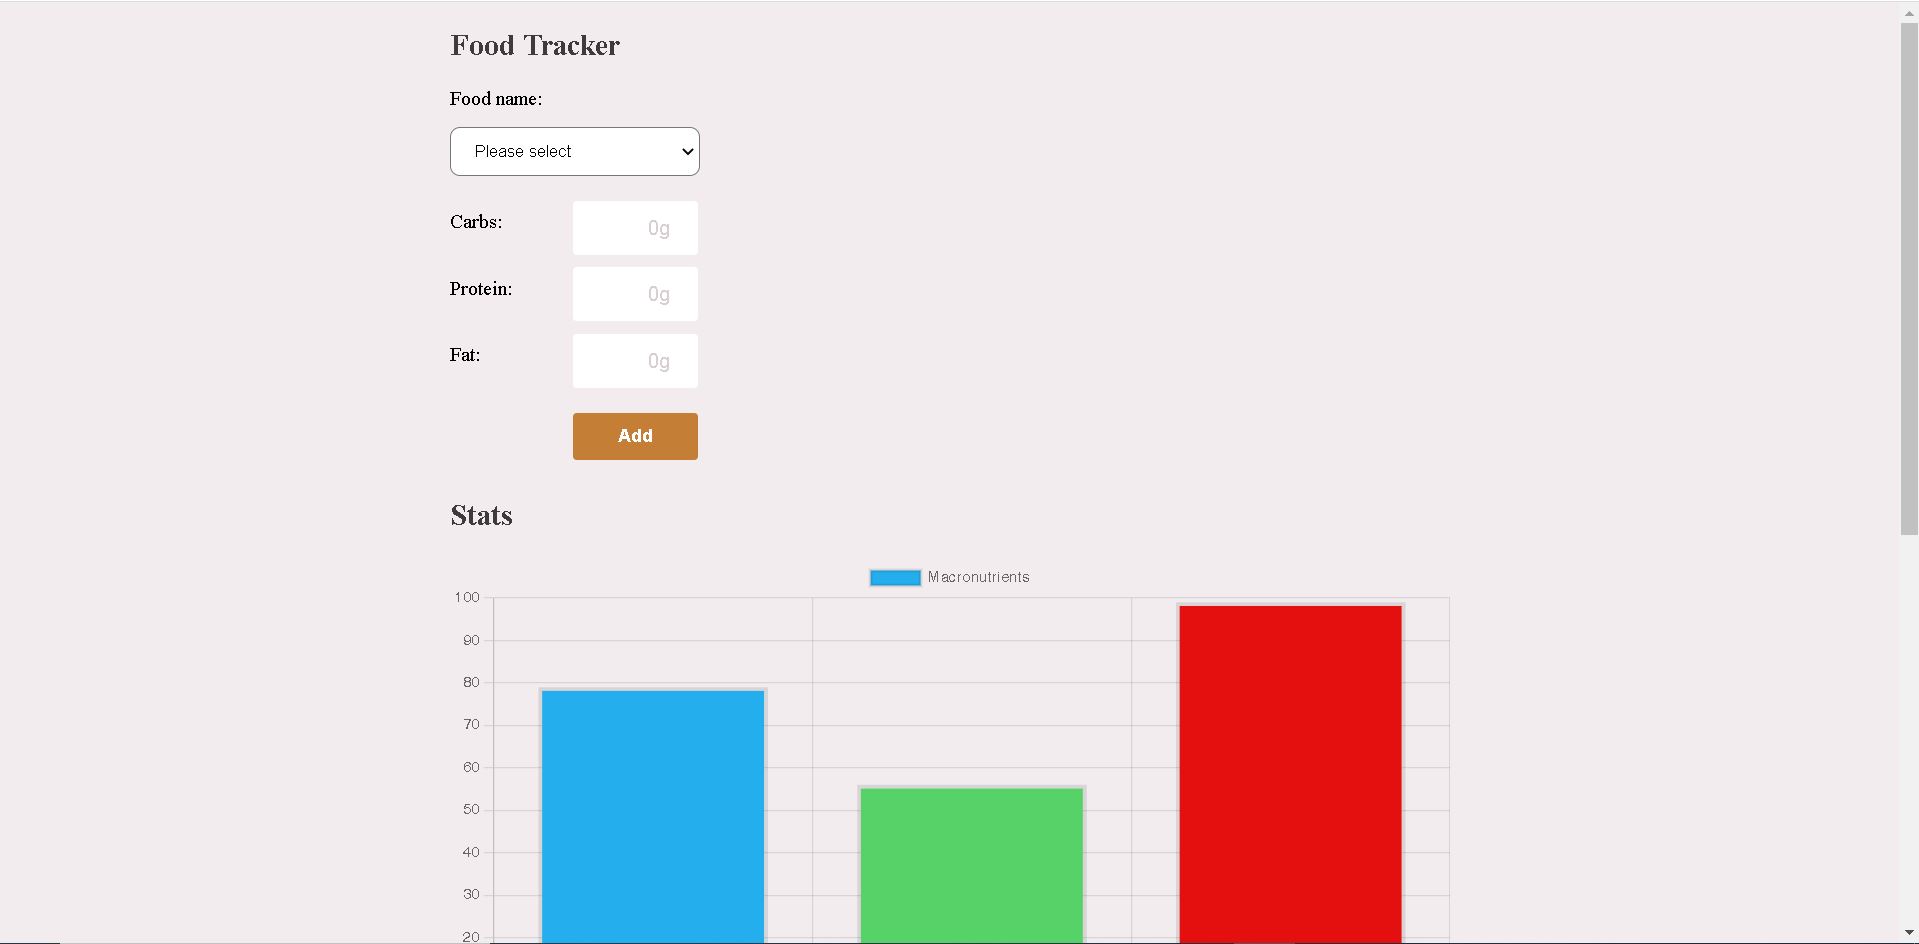 Food Tracker
Food name:
Please select
Carbs:
0g
Protein:
0g
Fat:
0g
Add
Stats
Macronutrients
100
90
80
70
60
50
40
30
20